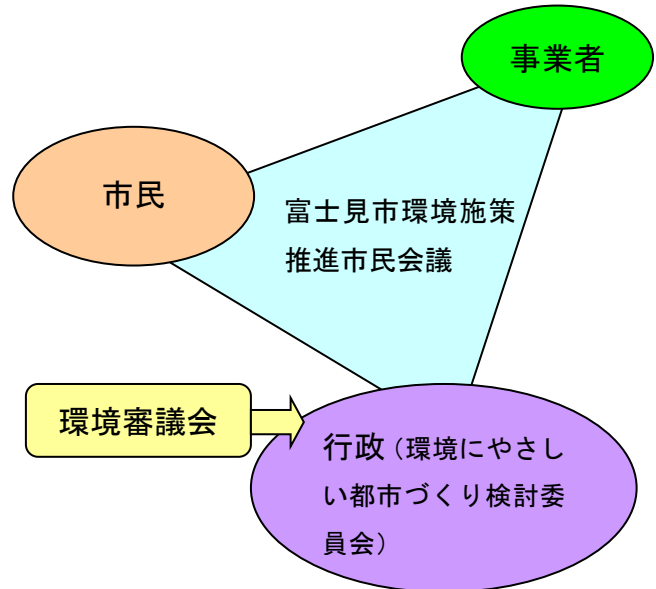 事業者
市民
富士見市環境施策
推進市民会議
環境審議会
行政（環境にやさし
い都市づくり検討委
員会）